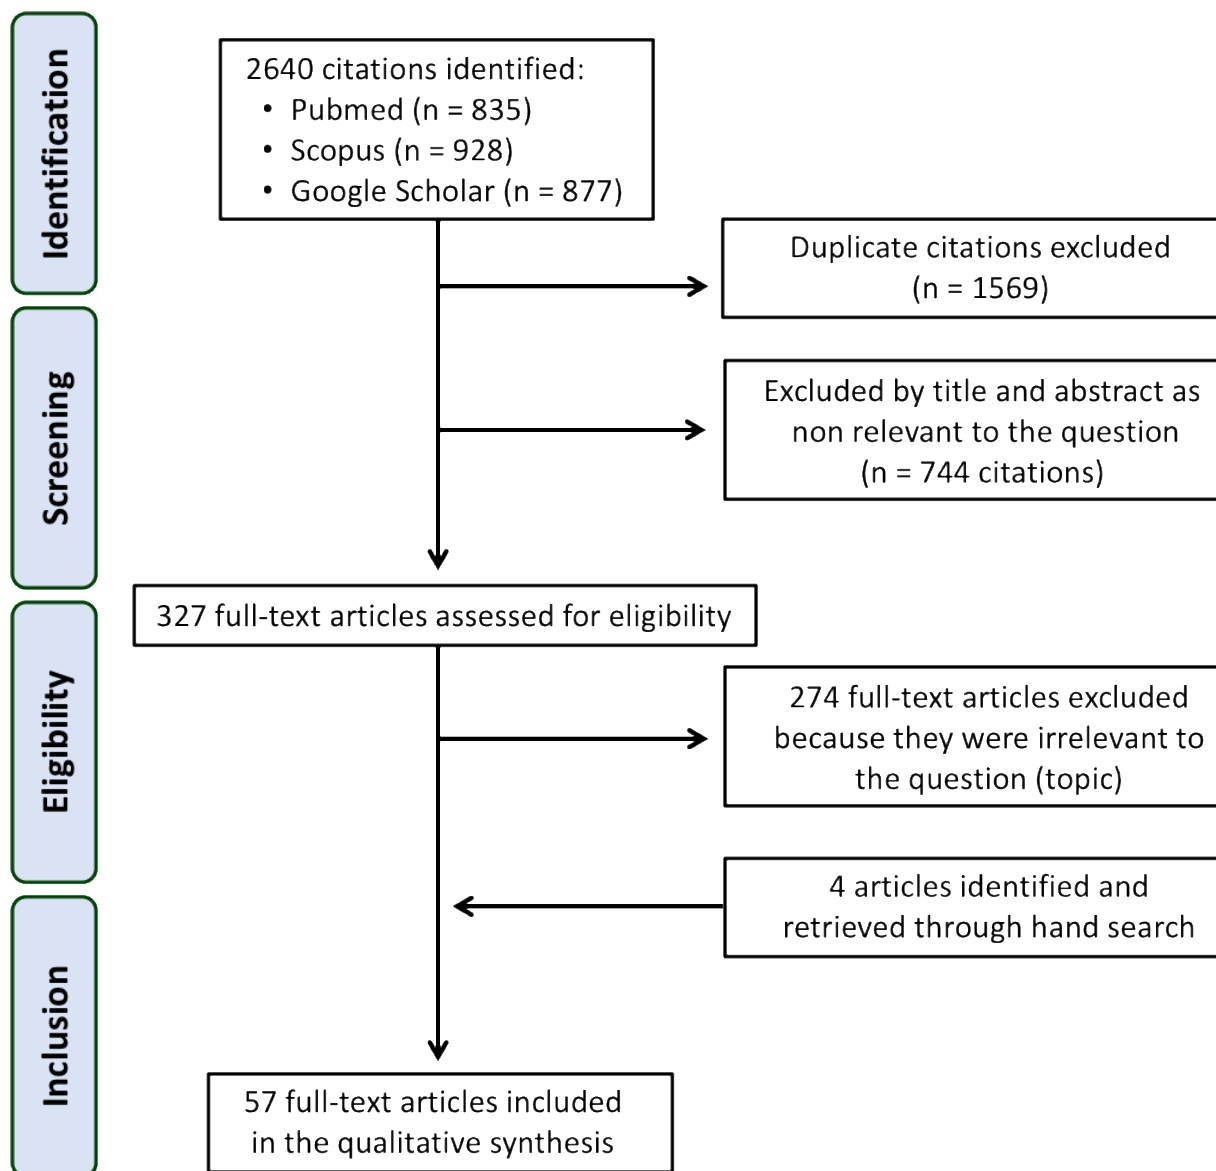 Identification
2640 citations identified:
• Pubmed (n = 835)
• Scopus (n = 928)
• Google Scholar (n = 877)
Duplicate citations excluded
(n = 1569)
Screening
Excluded by title and abstract as
non relevant to the question
(n = 744 citations)
327 full-text articles assessed for eligibility
Eligibility
274 full-text articles excluded
because they were irrelevant to
the question (topic)
4 articles identified and
retrieved through hand search
Inclusion
57 full-text articles included
in the qualitative synthesis